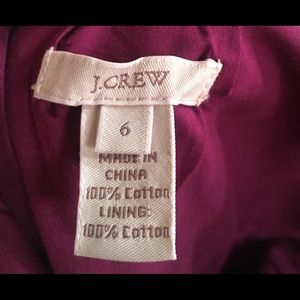 J.CREW
6
MADE IN
CHINA
100% Cotton
LINING:
100% Cotton